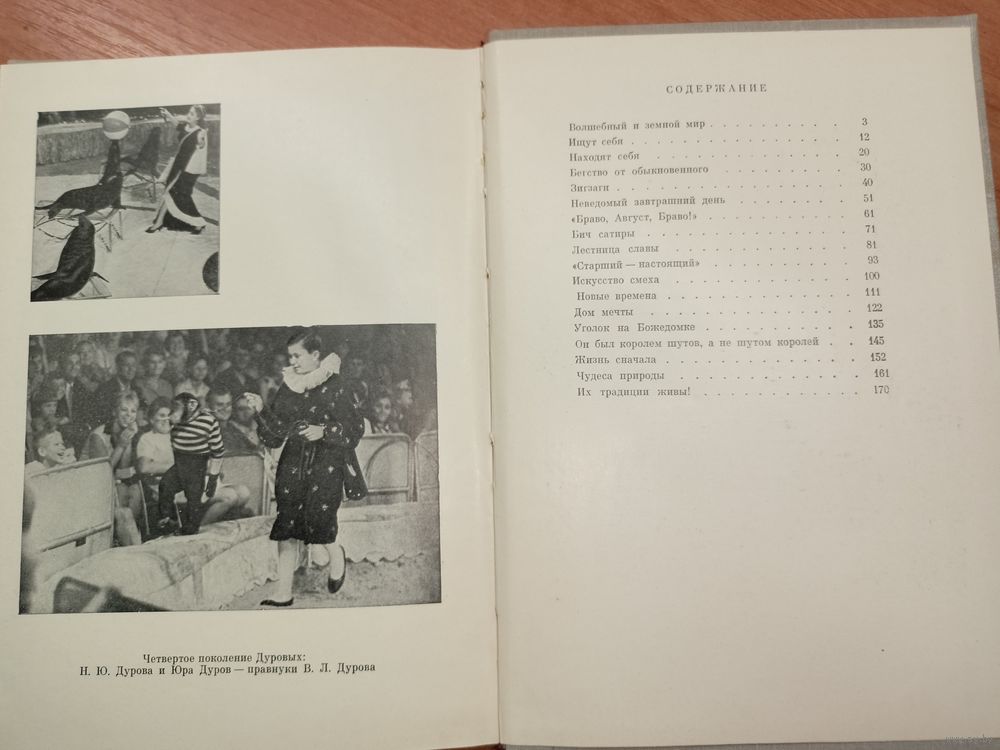 Четвертое поколение Дуровых:
Н. Ю. Дурова и Юра Дуров — правнуки В. Л. Дурова
СОДЕРЖАНИЕ
Волшебный и земной мир . . . . . . . . . 3
Ищут себя . . . . . . . . . . . . 12
Находят себя . . . . . . . . . . . 20
Бегство от обыкновенного . . . . . . . . 30
Зигзаги . . . . . . . . . . . . . 40
Неведомый завтрашний день . . . . . . . 51
«Браво, Август, Браво!» . . . . . . . . . 61
Бич сатиры . . . . . . . . . . . . 71
Лестница славы . . . . . . . . . . . 81
«Старший — настоящий» . . . . . . . . . 93
Искусство смеха . . . . . . . . . . . 100
Новые времена . . . . . . . . . . . 111
Дом мечты . . . . . . . . . . . . 122
Уголок на Божедомке . . . . . . . . . . 135
Он был королем шутов, а не шутом королей . . 145
Жизнь сначала . . . . . . . . . . . 152
Чудеса природы . . . . . . . . . . . 161
Их традиции живы! . . . . . . . . . . 170